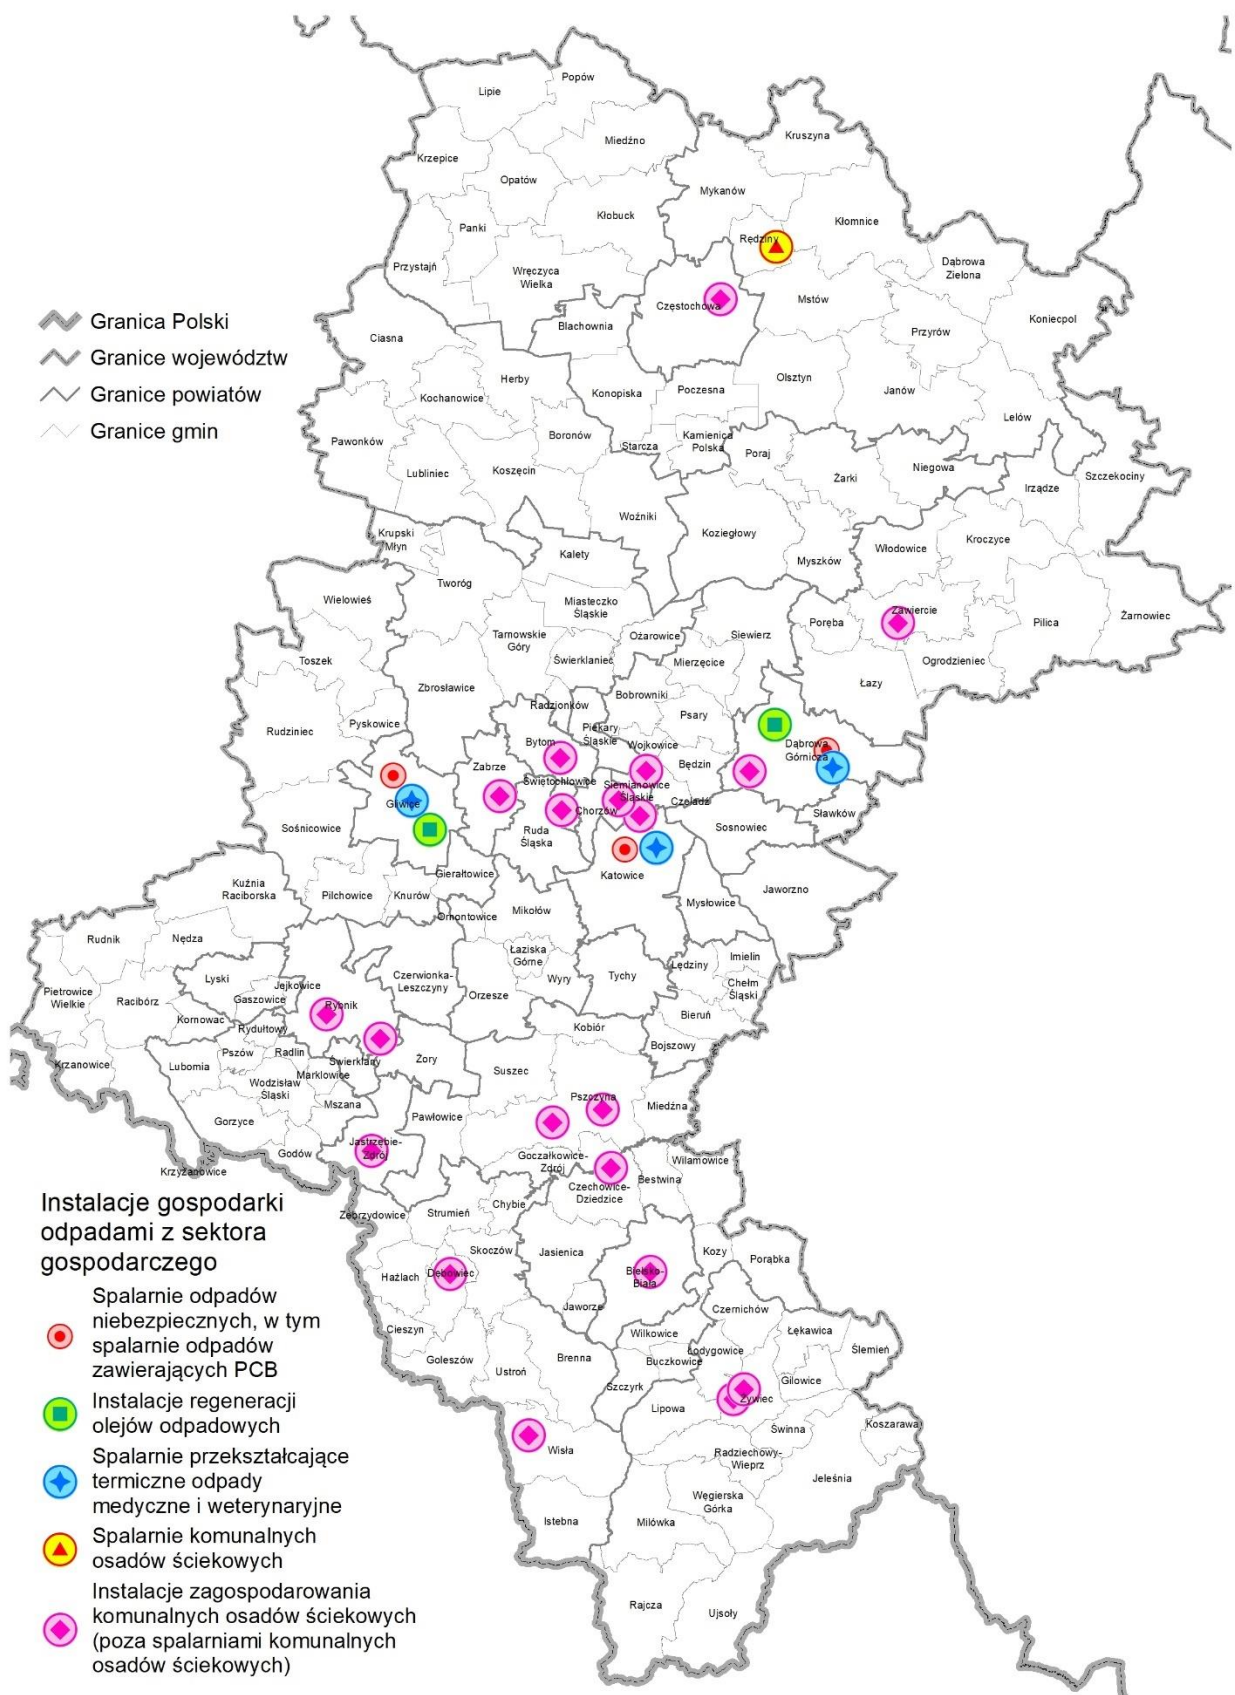 Popów
Lipie
Kruszyna
Miedźno
Krzepice
Opatów
Mykanów
Kłobuck
Kłomnice
Panki
Rędziny
Przystajń
Dąbrowa
Zielona
Wręczyca
Wielka
Mstów
Częstochowa
Koniecpol
Granica Polski
Blachownia
Przyrów
Ciasna
Granice województw
Herby
Olsztyn
Konopiska
Poczesna
Janów
Granice powiatów
Kochanowice
Lelów
Granice gmin
Pawonków
Boronów
Starcza
Kamienica
Polska
Poraj
Lubliniec
Koszęcin
Niegowa
Żarki
Szczekociny
Irządze
Woźniki
Krupski
Młyn
Koziegłowy
Kroczyce
Włodowice
Kalety
Myszków
Tworóg
Wielowieś
Miasteczko
Śląskie
Zawiercie
Żarnowiec
Poręba
Pilica
Tarnowskie
Góry
Ożarowice
Siewierz
Toszek
Świerklaniec
Mierzęcice
Ogrodzieniec
Zbrosławice
Łazy
Bobrowniki
Radzionków
Psary
Rudziniec
Pyskowice
Piekary
Śląskie
Bytom
Wojkowice
Dąbrowa
Górnicza
Zabrze
Będzin
Świętochłowice
Siemianowice
Śląskie
Gliwice
Chorzów
Czeladź
Sławków
Sośnicowice
Ruda
Śląska
Sosnowiec
Gierałtowice
Katowice
Kuźnia
Raciborska
Jaworzno
Pilchowice
Knurów
Ornontowice
Mikołów
Mysłowice
Rudnik
Nędza
Łaziska
Górne
Imielin
Lędziny
Lyski
Czerwionka-
Leszczyny
Wyry
Tychy
Pietrowice
Wielkie
Jejkowice
Chełm
Śląski
Racibórz
Gaszowice
Orzesze
Rybnik
Bieruń
Kornowac
Rydułtowy
Kobiór
Bojszowy
Pszów
Radlin
Krzanowice
Lubomia
Świerklany
Żory
Marklowice
Suszec
Wodzisław
Śląski
Mszana
Pszczyna
Miedźna
Gorzyce
Pawłowice
Jastrzębie-
Zdrój
Godów
Goczałkowice-
Zdrój
Krzyżanowice
Wilamowice
Bestwina
Czechowice-
Dziedzice
Chybie
Strumień
Zebrzydowice
Skoczów
Jasienica
Kozy
Porąbka
Hażlach
Dębowiec
Bielsko-
Biała
Jaworze
Czernichów
Cieszyn
Wilkowice
Łękawica
Łodygowice
Ślemień
Goleszów
Brenna
Buczkowice
Ustroń
Gilowice
Szczyrk
Żywiec
Lipowa
Koszarawa
Świnna
Wisła
Radziechowy-
Wieprz
Jeleśnia
Węgierska
Górka
Istebna
Milówka
Rajcza
Ujsoły
Instalacje gospodarki
odpadami z sektora
gospodarczego
Spalarnie odpadów
niebezpiecznych, w tym
spalarnie odpadów
zawierających PCB
Instalacje regeneracji
olejów odpadowych
Spalarnie przekształcające
termiczne odpady
medyczne i weterynaryjne
Spalarnie komunalnych
osadów ściekowych
Instalacje zagospodarowania
komunalnych osadów ściekowych
(poza spalarniami komunalnych
osadów ściekowych)